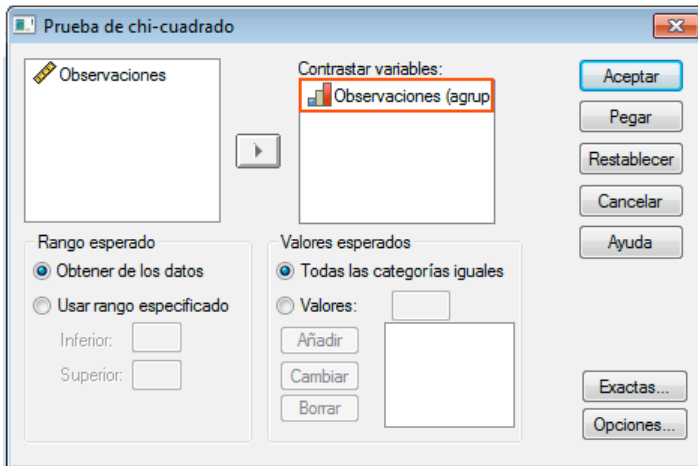 Prueba de chi-cuadrado
Observaciones
Contrastar variables:
Observaciones (agrup
Aceptar
Pegar
Restablecer
Cancelar
Ayuda
Rango esperado
Obtener de los datos
Usar rango especificado
Inferior:
Superior:
Valores esperados
Todas las categorías iguales
Valores:
Añadir
Cambiar
Borrar
Exactas...
Opciones...